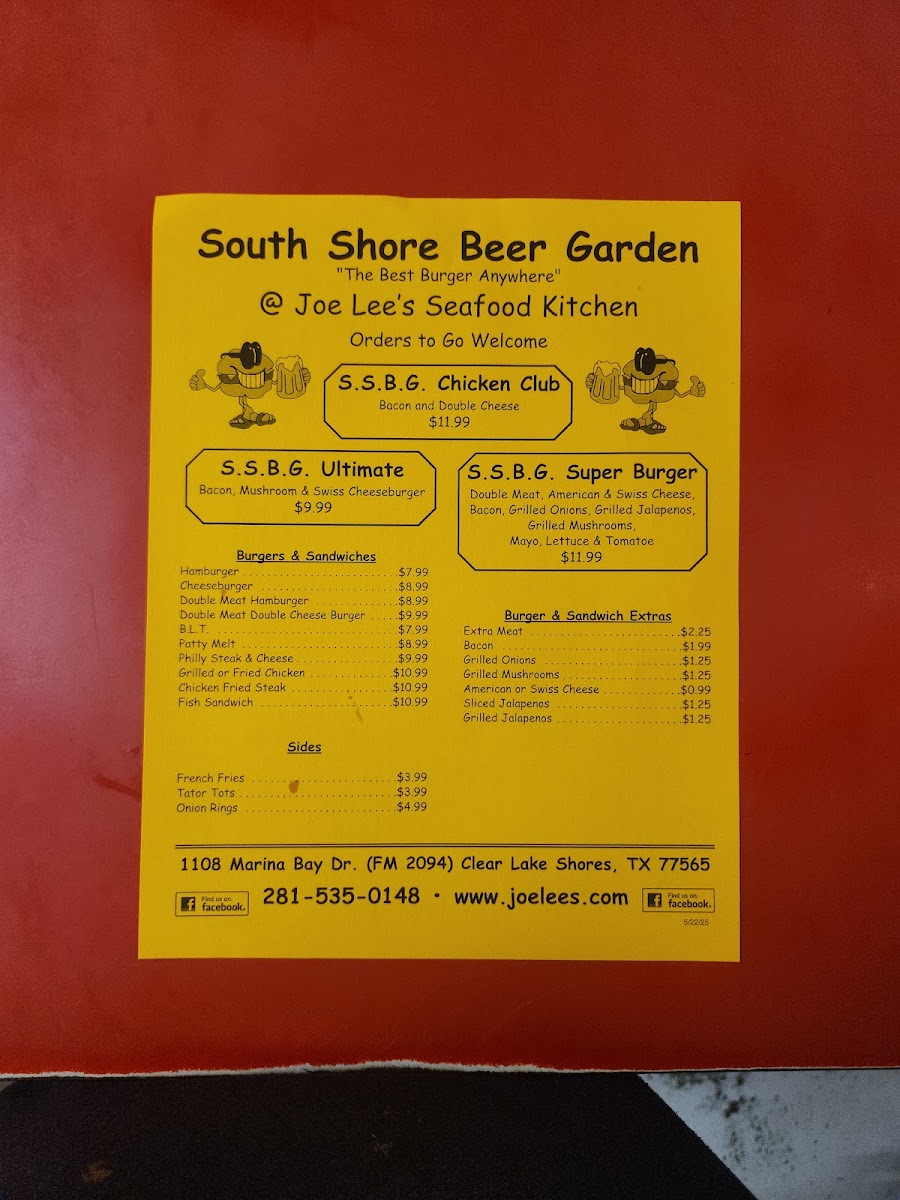 South Shore Beer Garden
"The Best Burger Anywhere"
@ Joe Lee's Seafood Kitchen
Orders to Go Welcome
S.S.B.G. Chicken Club
Bacon and Double Cheese
$11.99
S.S.B.G. Ultimate
Bacon, Mushroom & Swiss Cheeseburger
$9.99
S.S.B.G. Super Burger
Double Meat, American & Swiss Cheese,
Bacon, Grilled Onions, Grilled Jalapenos,
Grilled Mushrooms,
Mayo, Lettuce & Tomatoe
$11.99
Burgers & Sandwiches
Hamburger $7.99
Cheeseburger $8.99
Double Meat Hamburger $8.99
Double Meat Double Cheese Burger $9.99
B.L.T. $7.99
Patty Melt $8.99
Philly Steak & Cheese $9.99
Grilled or Fried Chicken $10.99
Chicken Fried Steak $10.99
Fish Sandwich $10.99
Burger & Sandwich Extras
Extra Meat $2.25
Bacon $1.99
Grilled Onions $1.25
Grilled Mushrooms $1.25
American or Swiss Cheese $0.99
Sliced Jalapenos $1.25
Grilled Jalapenos $1.25
Sides
French Fries $3.99
Tator Tots $3.99
Onion Rings $4.99
1108 Marina Bay Dr. (FM 2094) Clear Lake Shores, TX 77565
Find us on facebook.
281-535-0148 • www.joelees.com
Find us on facebook.
5/22/25